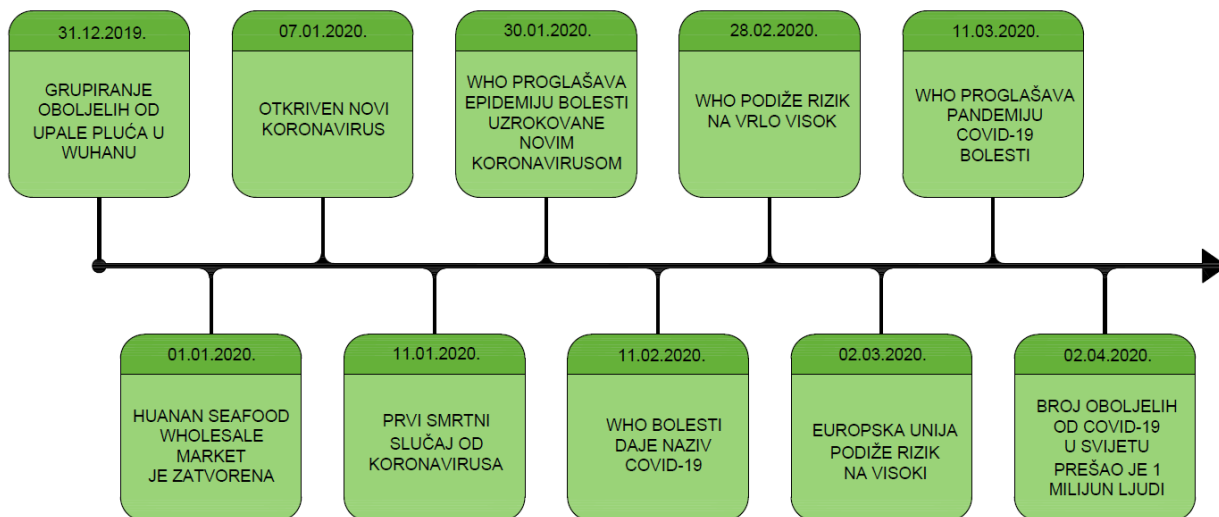 31.12.2019.
GRUPIRANJE
OBOLJELIH OD
UPALE PLUĆA U
WUHANU
07.01.2020.
OTKRIVEN NOVI
KORONAVIRUS
30.01.2020.
WHO PROGLAŠAVA
EPIDEMIJU BOLESTI
UZROKOVANE
NOVIM
KORONAVIRUSOM
28.02.2020.
WHO PODIŽE RIZIK
NA VRLO VISOK
11.03.2020.
WHO PROGLAŠAVA
PANDEMIJU
COVID-19
BOLESTI
01.01.2020.
HUANAN SEAFOOD
WHOLESALE
MARKET
JE ZATVORENA
11.01.2020.
PRVI SMRTNI
SLUČAJ OD
KORONAVIRUSA
11.02.2020.
WHO BOLESTI
DAJE NAZIV
COVID-19
02.03.2020.
EUROPSKA UNIJA
PODIŽE RIZIK
NA VISOKI
02.04.2020.
BROJ OBOLJELIH
OD COVID-19
U SVIJETU
PREŠAO JE 1
MILIJUN LJUDI